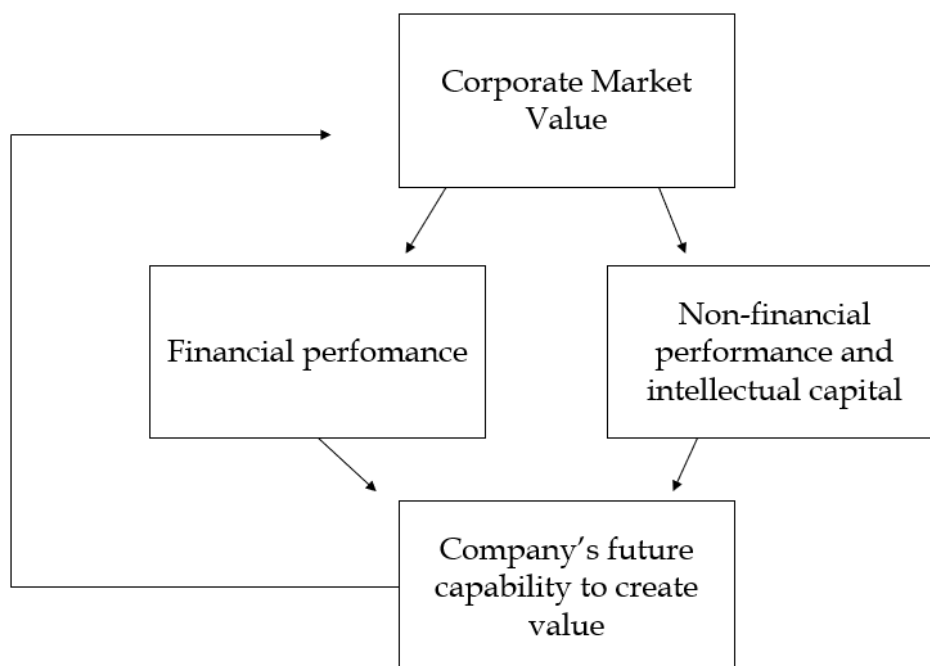 Corporate Market
Value
Financial perfomance
Non-financial
performance and
intellectual capital
Company’s future
capability to create
value